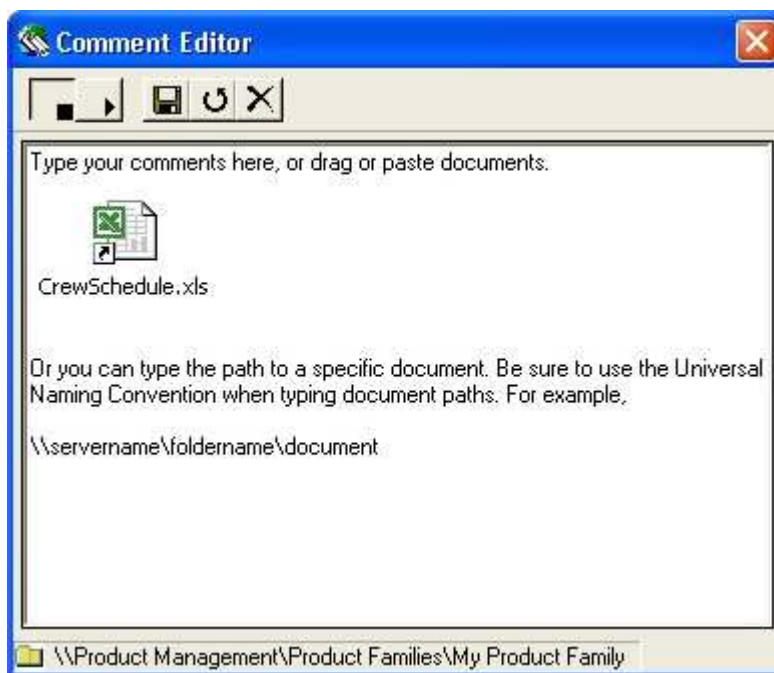 Comment Editor
Type your comments here, or drag or paste documents.
CrewSchedule.xls
Or you can type the path to a specific document. Be sure to use the Universal
Naming Convention when typing document paths. For example,
\\servername\foldername\document
\\Product Management\Product Families\My Product Family